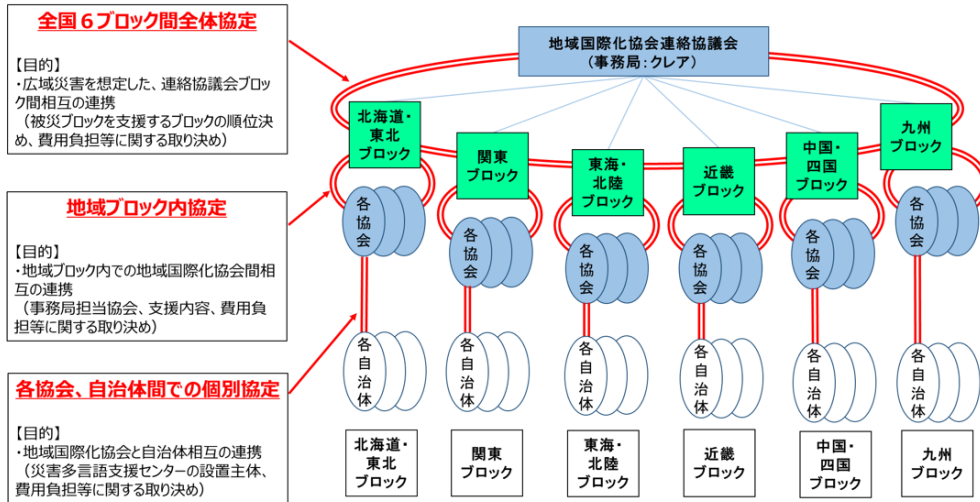 全国６ブロック間全体協定
【目的】
・広域災害を想定した、連絡協議会ブロック間相互の連携
（被災ブロックを支援するブロックの順位決め、費用負担等に関する取り決め）
地域ブロック内協定
【目的】
・地域ブロック内での地域国際化協会間相互の連携
（事務局担当協会、支援内容、費用負担等に関する取り決め）
各協会、自治体間での個別協定
【目的】
・地域国際化協会と自治体相互の連携
（災害多言語支援センターの設置主体、費用負担等に関する取り決め）
地域国際化協会連絡協議会
（事務局：クレア）
北海道・
東北
ブロック
関東
ブロック
東海・
北陸
ブロック
近畿
ブロック
中国・
四国
ブロック
九州
ブロック
各協会
各協会
各協会
各協会
各協会
各協会
各自治体
各自治体
各自治体
各自治体
各自治体
各自治体
北海道・
東北
ブロック
関東
ブロック
東海・
北陸
ブロック
近畿
ブロック
中国・
四国
ブロック
九州
ブロック